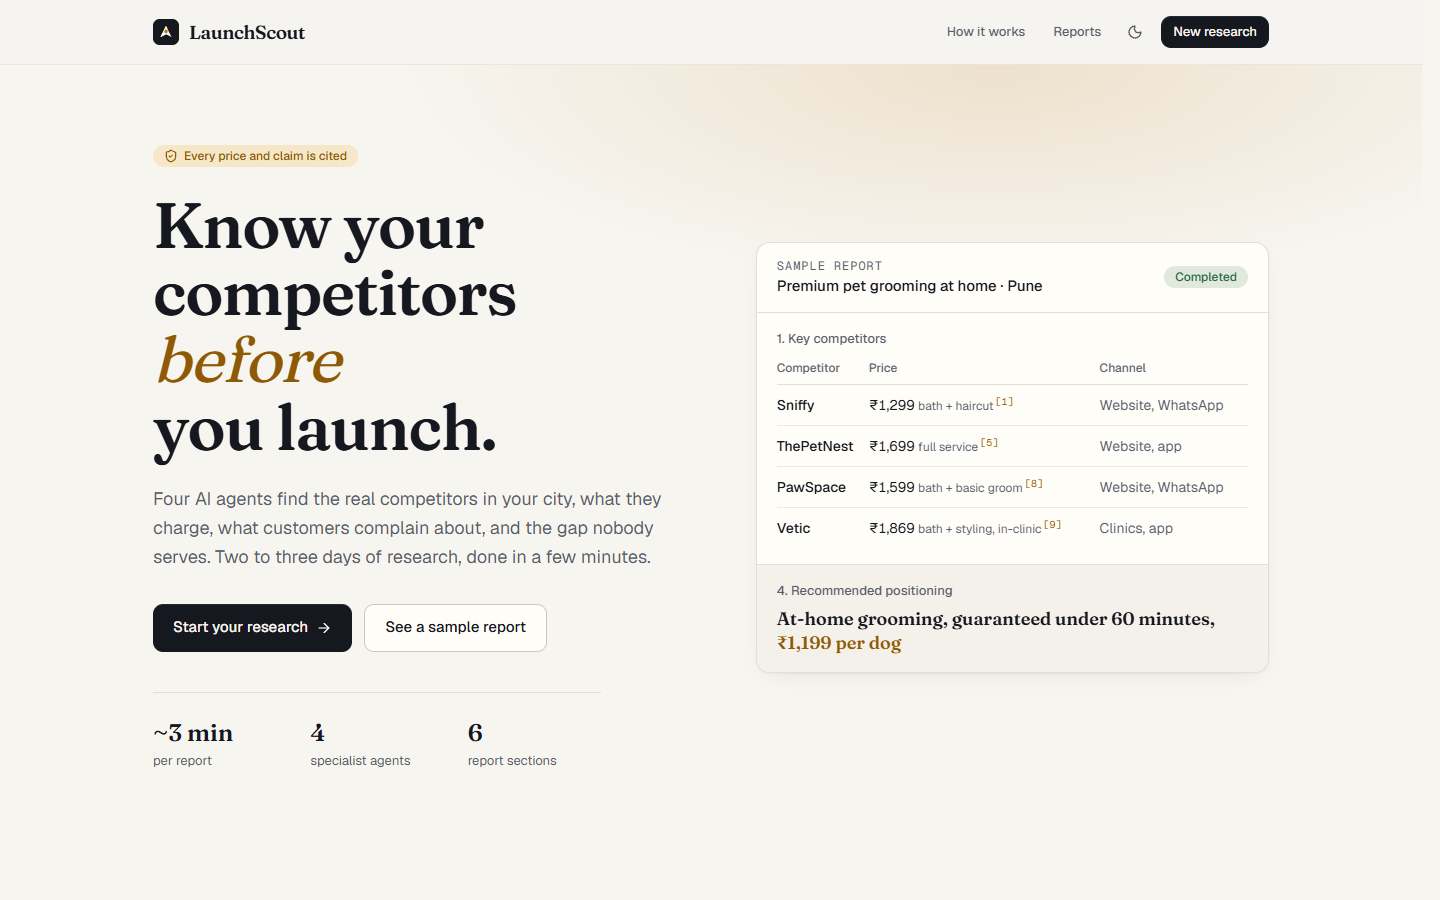 LaunchScout
How it works
Reports
New research
Every price and claim is cited
Know your
competitors
before
you launch.
Four AI agents find the real competitors in your city, what they
charge, what customers complain about, and the gap nobody
serves. Two to three days of research, done in a few minutes.
Start your research →
See a sample report
~3 min
per report
4
specialist agents
6
report sections
SAMPLE REPORT
Premium pet grooming at home · Pune
Completed
1. Key competitors
Competitor Price Channel
Sniffy ₹1,299 bath + haircut [1] Website, WhatsApp
ThePetNest ₹1,699 full service [5] Website, app
PawSpace ₹1,599 bath + basic groom [8] Website, WhatsApp
Vetic ₹1,869 bath + styling, in-clinic [9] Clinics, app
4. Recommended positioning
At-home grooming, guaranteed under 60 minutes,
₹1,199 per dog